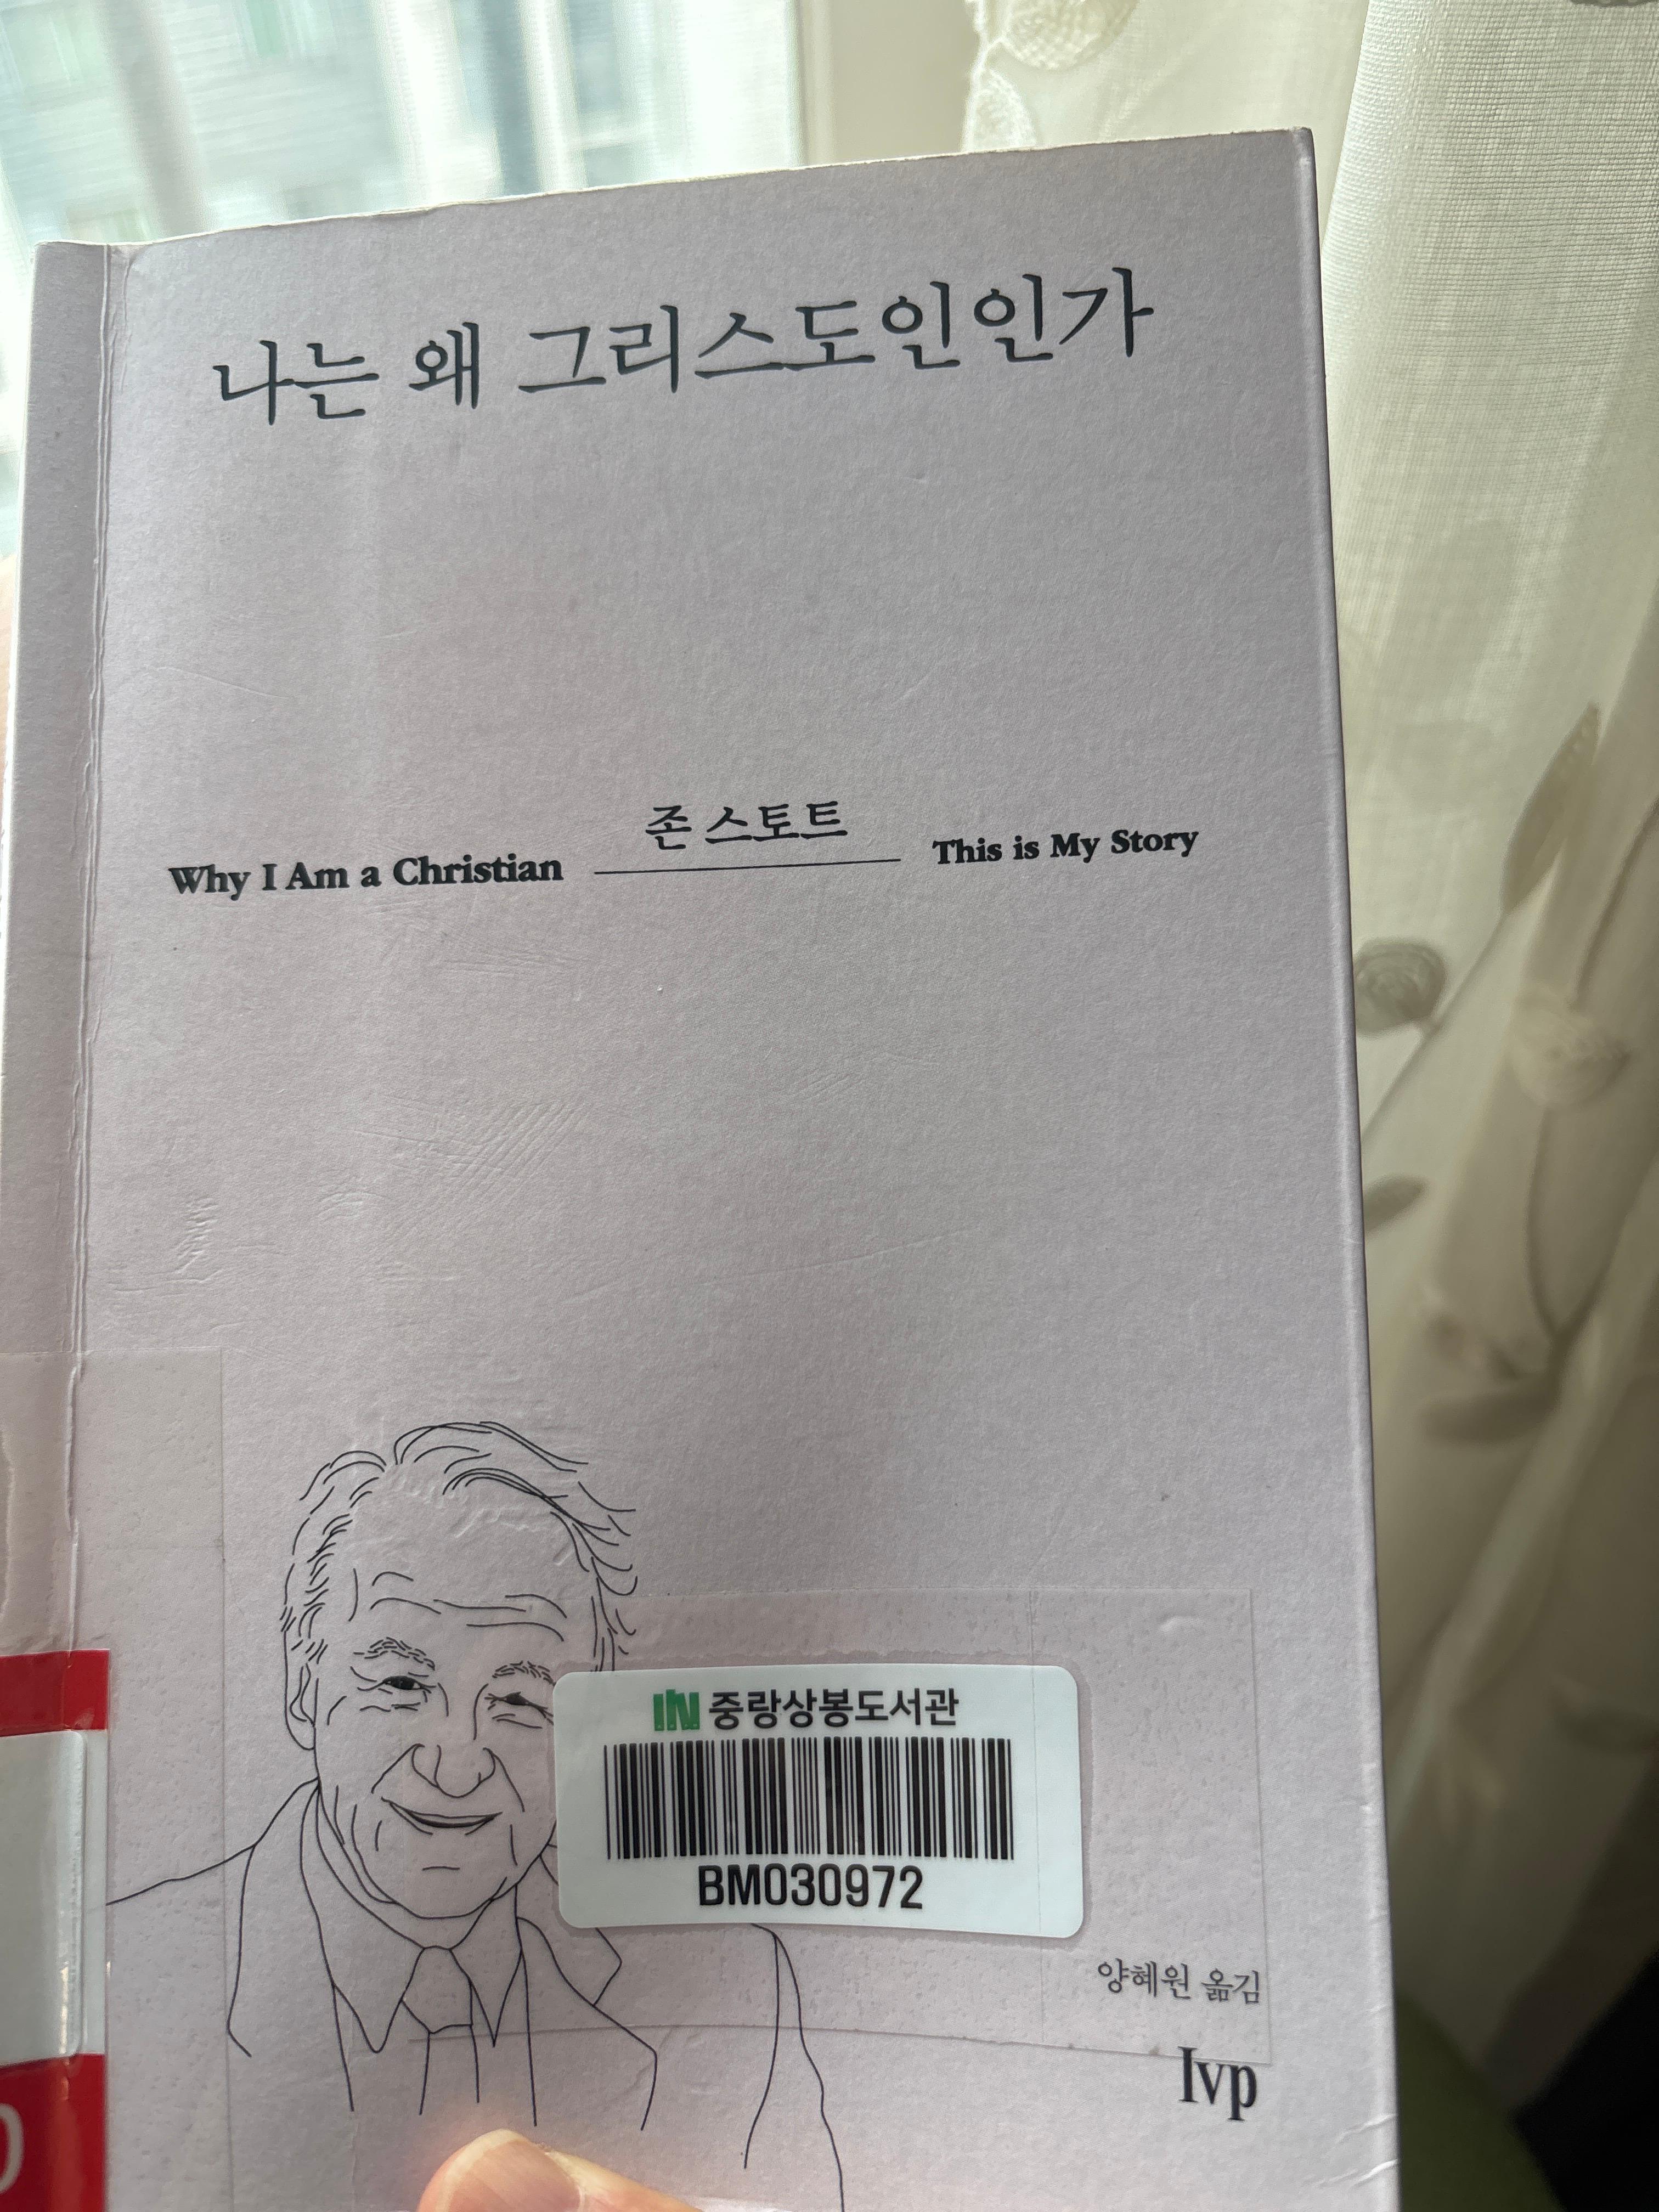 나는 왜 그리스도인인가
존 스토트
Why I Am a Christian This is My Story
중랑상봉도서관
BM030972
양혜원 옮김
Ivp